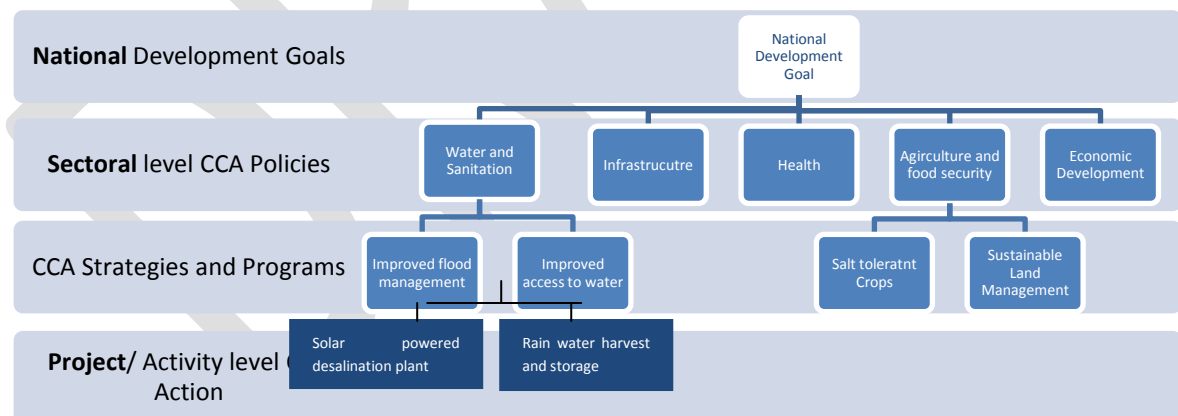 National Development Goals
National
Development
Goal
Sectoral level CCA Policies
Water and
Sanitation
Infrastrucutre
Health
Agirculture and
food security
Economic
Development
CCA Strategies and Programs
Improved flood
management
Improved
access to water
Salt toleratnt
Crops
Sustainable
Land
Management
Project/ Activity level
Action
Solar powered
desalination plant
Rain water harvest
and storage